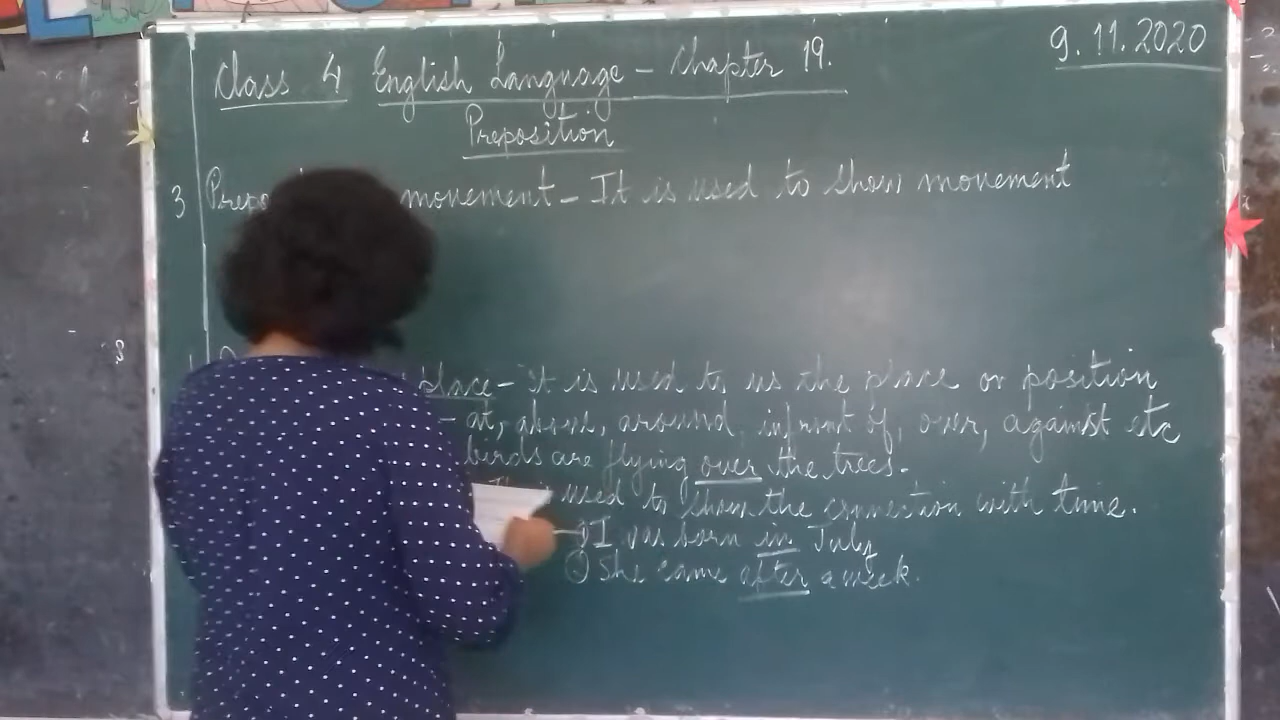 9.11.2020
Class 4 English Language - Chapter 19.
Preposition
3 Prepo movement - It is used to show movement
place - It is used to us the place or position
- at, above, around, infront of, over, against etc
birds are flying over the trees.
used to show the connection with time.
I was born in July
② She came after a week.